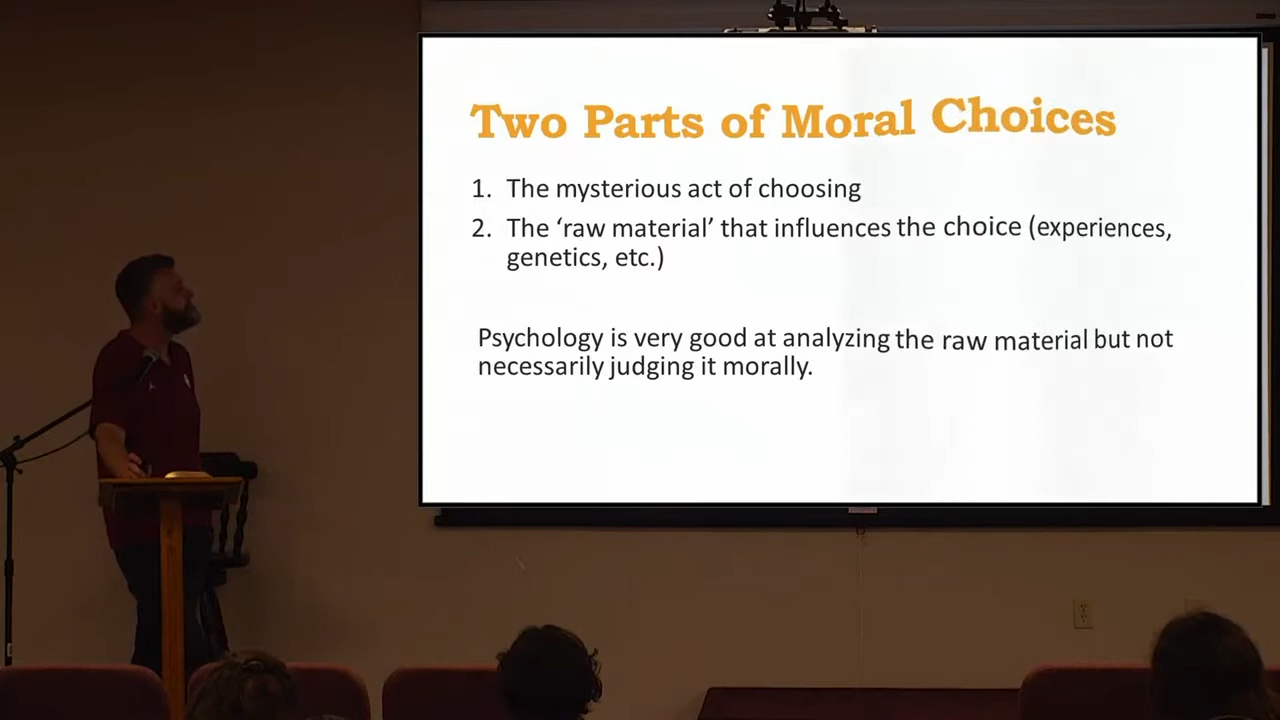 Two Parts of Moral Choices
1. The mysterious act of choosing
2. The ‘raw material’ that influences the choice (experiences,
genetics, etc.)
Psychology is very good at analyzing the raw material but not
necessarily judging it morally.